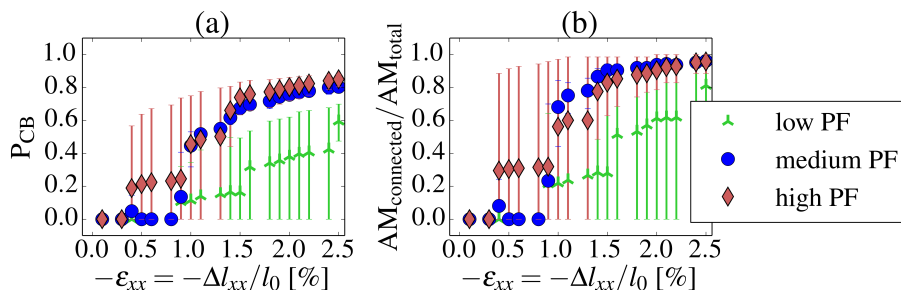 (a)
(b)
P_CB
1.0
0.8
0.6
0.4
0.2
0.0
0.0 0.5 1.0 1.5 2.0 2.5
−ε_xx = −Δl_xx/l_0 [%]
AM_connected/AM_total
1.0
0.8
0.6
0.4
0.2
0.0
0.0 0.5 1.0 1.5 2.0 2.5
−ε_xx = −Δl_xx/l_0 [%]
low PF
medium PF
high PF